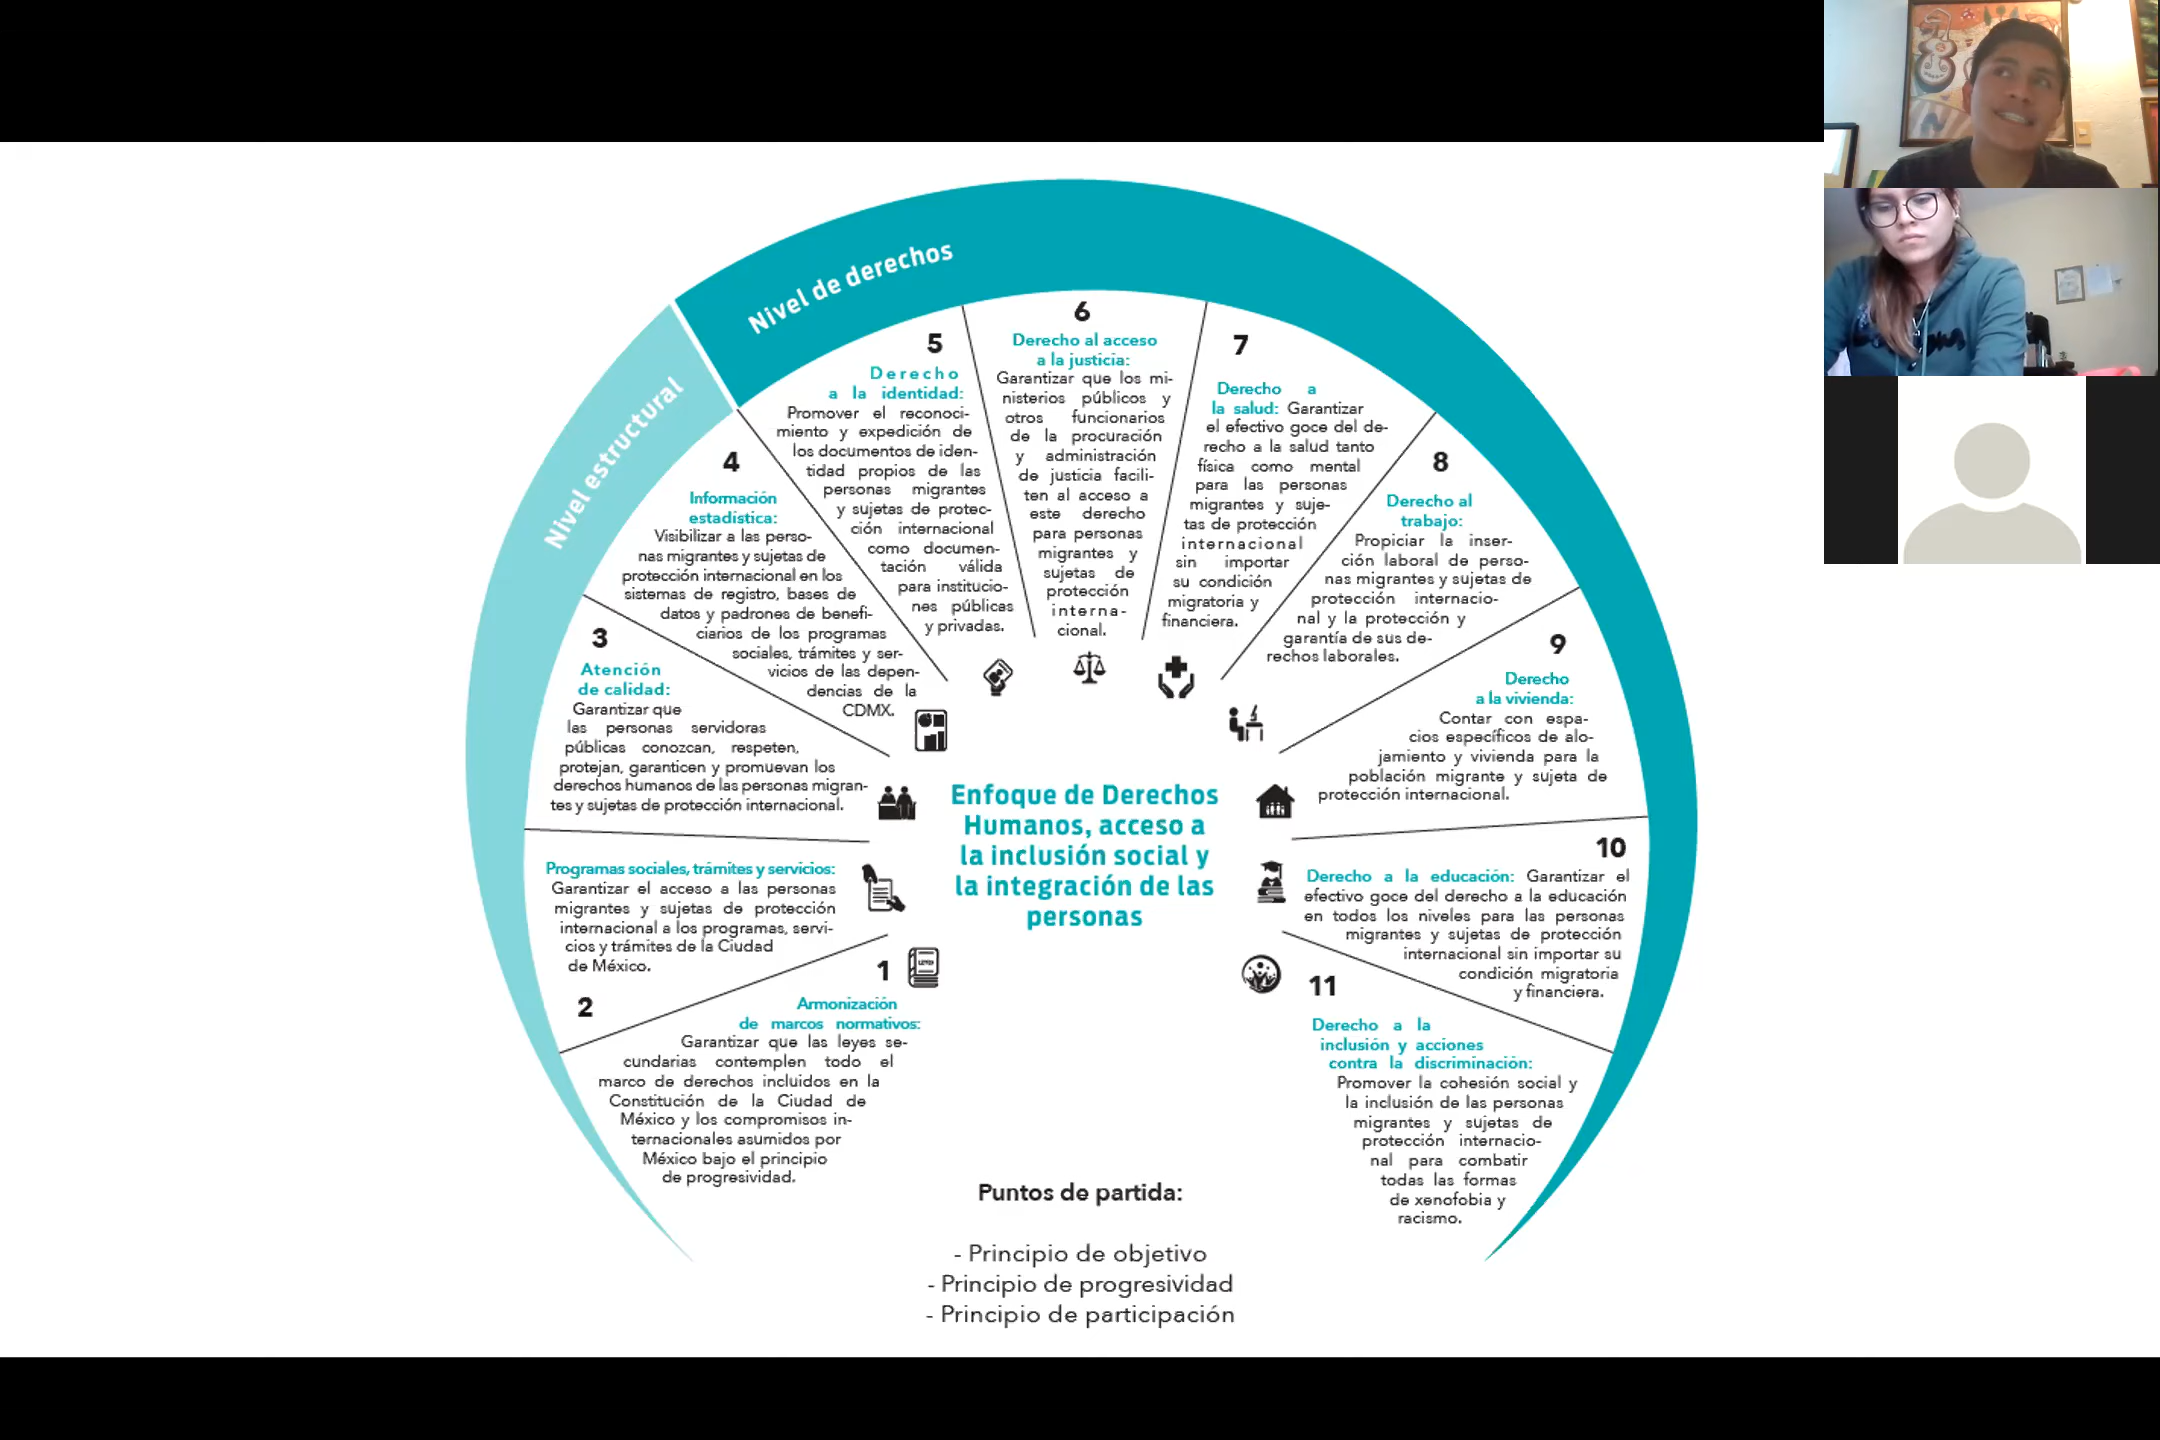 Nivel estructural
Nivel de derechos
1
Armonización
de marcos normativos:
Garantizar que las leyes se-
cundarias contemplen todo el
marco de derechos incluidos en la
Constitución de la Ciudad de
México y los compromisos in-
ternacionales asumidos por
México bajo el principio
de progresividad.
2
Programas sociales, trámites y servicios:
Garantizar el acceso a las personas
migrantes y sujetas de protección
internacional a los programas, servi-
cios y trámites de la Ciudad
de México.
3
Atención
de calidad:
Garantizar que
las personas servidoras
públicas conozcan, respeten,
protejan, garanticen y promuevan los
derechos humanos de las personas migran-
tes y sujetas de protección internacional.
4
Información
estadística:
Visibilizar a las perso-
nas migrantes y sujetas de
protección internacional en los
sistemas de registro, bases de
datos y padrones de benefi-
ciarios de los programas
sociales, trámites y ser-
vicios de las depen-
dencias de la
CDMX.
5
Derecho
a la identidad:
Promover el reconoci-
miento y expedición de
los documentos de iden-
tidad propios de las
personas migrantes
y sujetas de protec-
ción internacional
como documen-
tación válida
para institucio-
nes públicas
y privadas.
6
Derecho al acceso
a la justicia:
Garantizar que los mi-
nisterios públicos y
otros funcionarios
de la procuración
y administración
de justicia facili-
ten al acceso a
este derecho
para personas
migrantes y
sujetas de
protección
interna-
cional.
7
Derecho a
la salud: Garantizar
el efectivo goce del de-
recho a la salud tanto
física como mental
para las personas
migrantes y suje-
tas de protección
internacional
sin importar
su condición
migratoria y
financiera.
8
Derecho al
trabajo:
Propiciar la inser-
ción laboral de perso-
nas migrantes y sujetas de
protección internacio-
nal y la protección y
garantía de sus de-
rechos laborales.
9
Derecho
a la vivienda:
Contar con espa-
cios específicos de alo-
jamiento y vivienda para la
población migrante y sujeta de
protección internacional.
10
Derecho a la educación: Garantizar el
efectivo goce del derecho a la educación
en todos los niveles para las personas
migrantes y sujetas de protección
internacional sin importar su
condición migratoria
y financiera.
11
Derecho a la
inclusión y acciones
contra la discriminación:
Promover la cohesión social y
la inclusión de las personas
migrantes y sujetas de
protección internacio-
nal para combatir
todas las formas
de xenofobia y
racismo.
Enfoque de Derechos
Humanos, acceso a
la inclusión social y
la integración de las
personas
Puntos de partida:
- Principio de objetivo
- Principio de progresividad
- Principio de participación